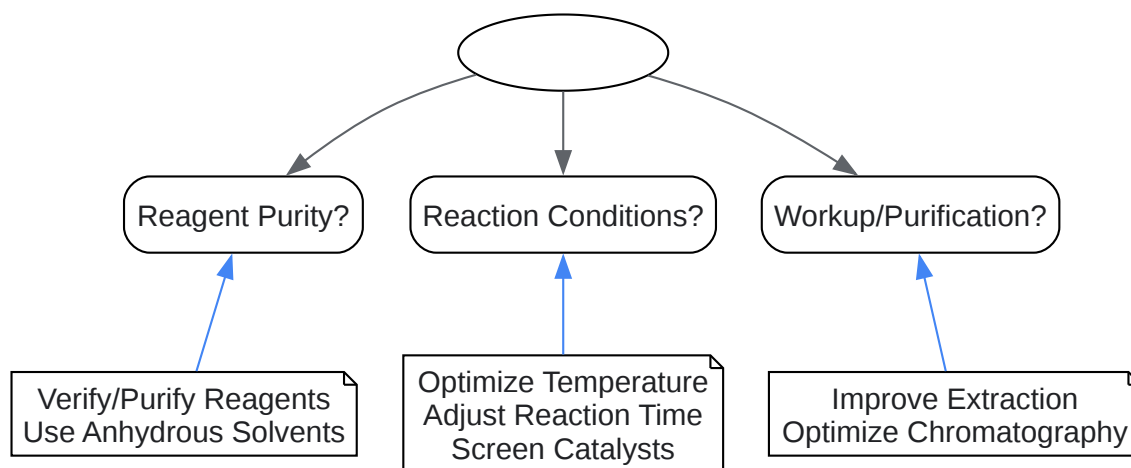 Reagent Purity?
Reaction Conditions?
Workup/Purification?
Verify/Purify Reagents
Use Anhydrous Solvents
Optimize Temperature
Adjust Reaction Time
Screen Catalysts
Improve Extraction
Optimize Chromatography